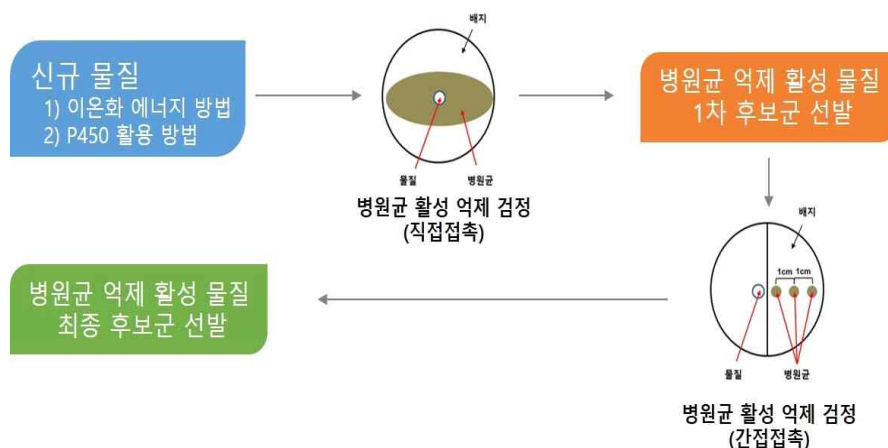 신규 물질
1) 이온화 에너지 방법
2) P450 활용 방법
배지
물질
병원균
병원균 활성 억제 검정
(직접접촉)
병원균 억제 활성 물질
1차 후보군 선발
배지
1cm 1cm
물질
병원균
병원균 활성 억제 검정
(간접접촉)
병원균 억제 활성 물질
최종 후보군 선발